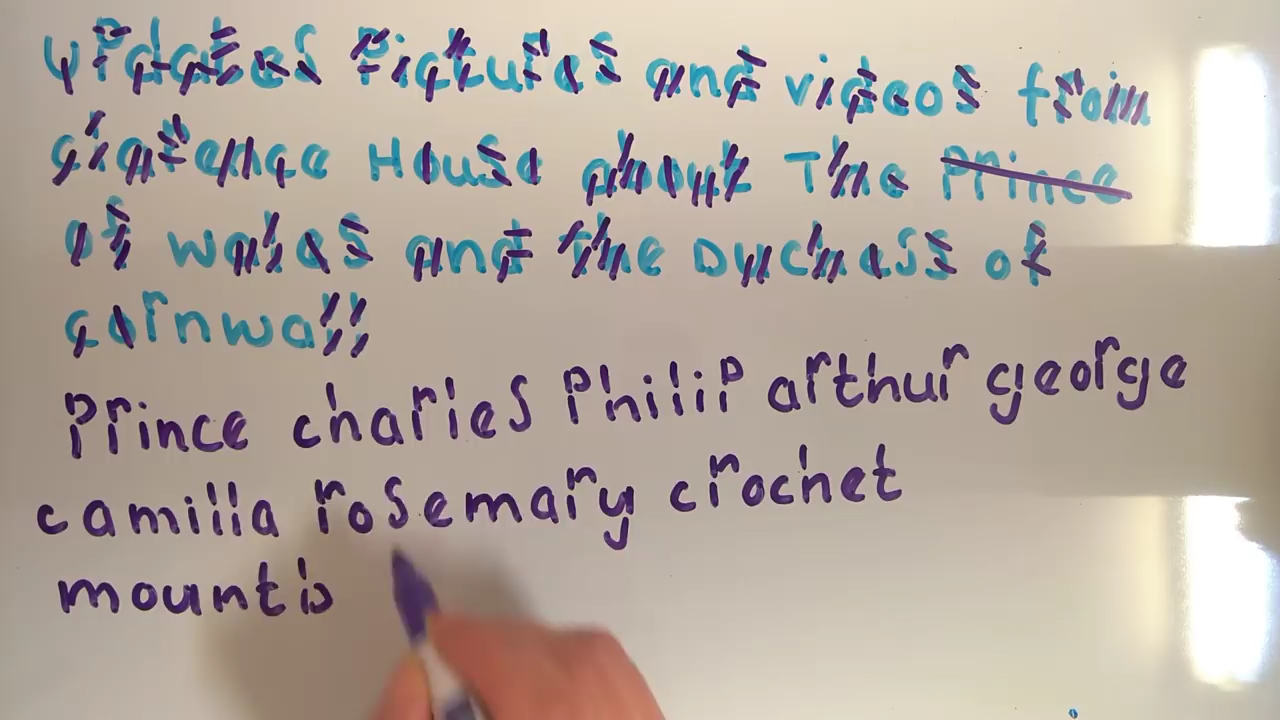 UPdates Pictures and videos from
clarence House about The Prince
of wales and the Duchess of
cornwall
Prince charles Philip arthur george
camilla rosemary crochet
mountb